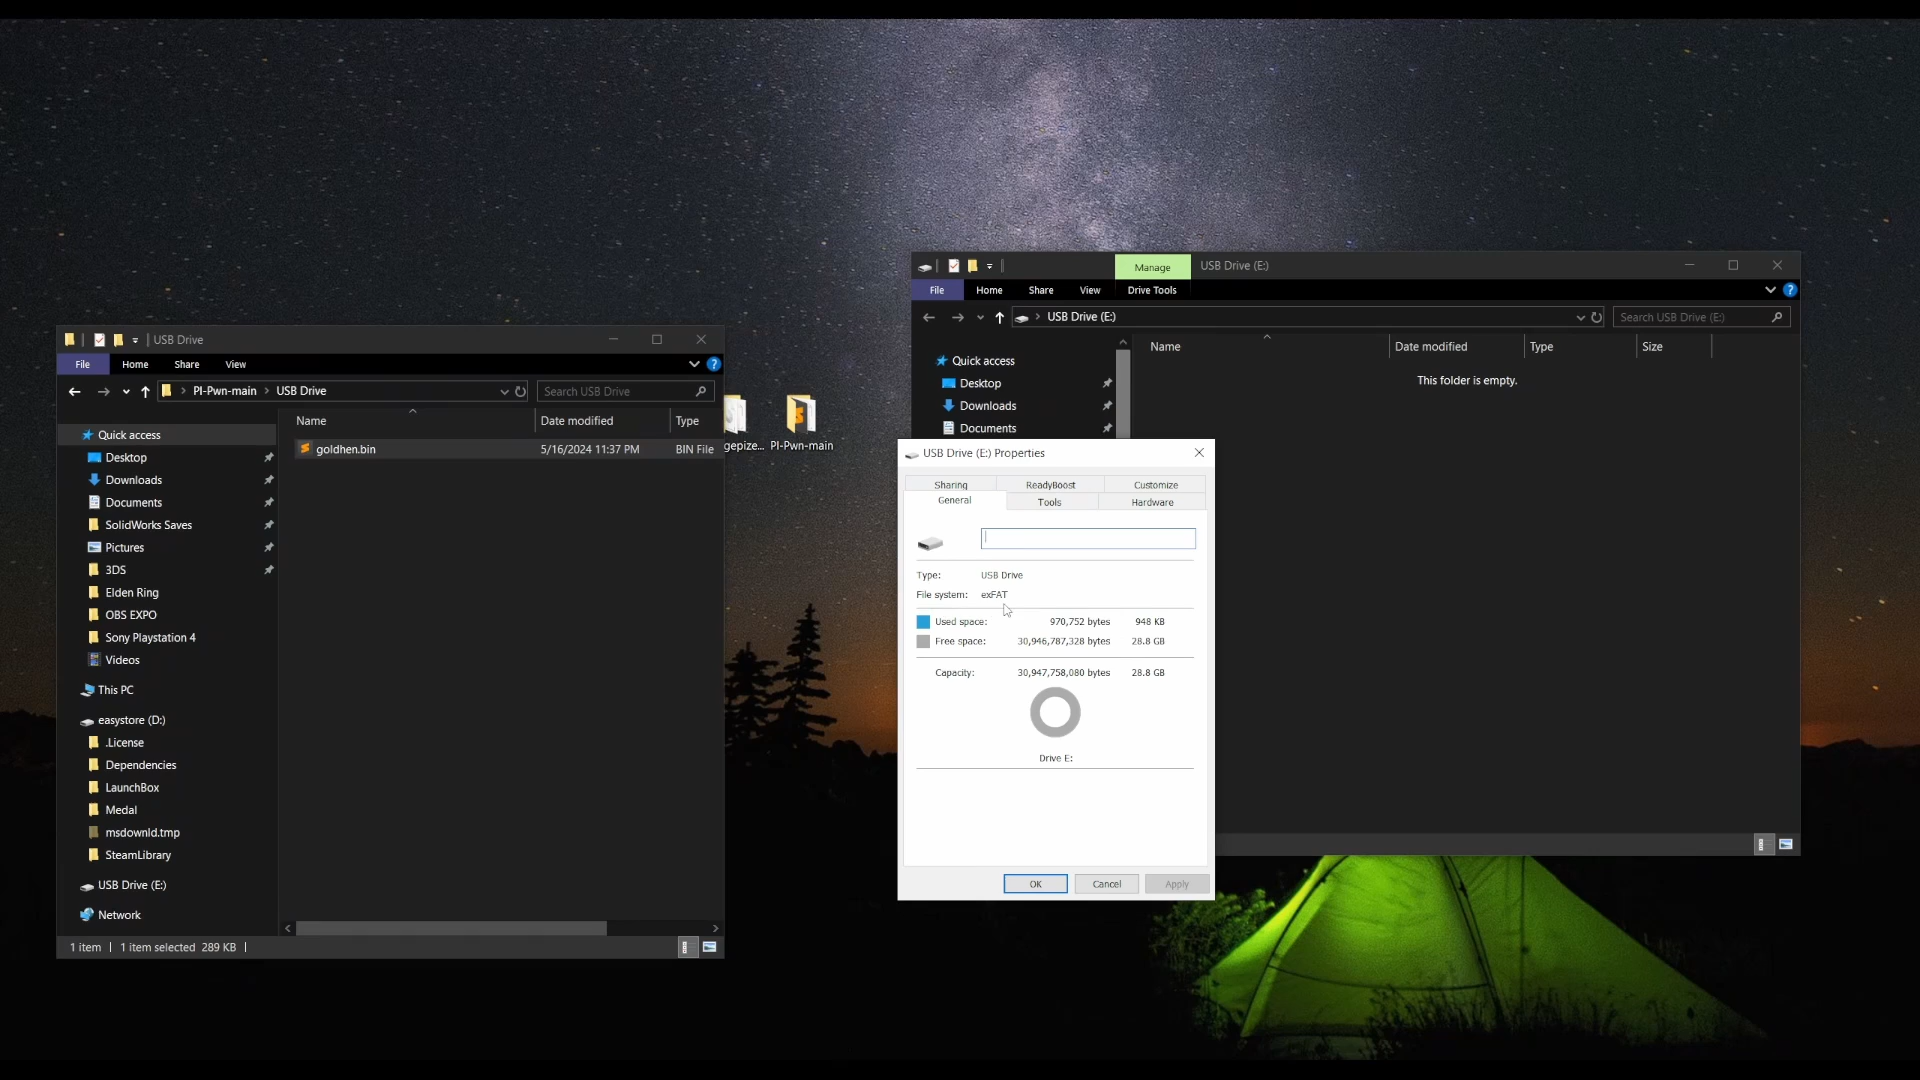 USB Drive
File
Home
Share
View
PI-Pwn-main
USB Drive
Search USB Drive
Quick access
Desktop
Downloads
Documents
SolidWorks Saves
Pictures
3DS
Elden Ring
OBS EXPO
Sony Playstation 4
Videos
This PC
easystore (D:)
.License
Dependencies
LaunchBox
Medal
msdownld.tmp
SteamLibrary
USB Drive (E:)
Network
Name
Date modified
Type
goldhen.bin
5/16/2024 11:37 PM
BIN File
1 item
1 item selected 289 KB
gepize...
PI-Pwn-main
Manage
USB Drive (E:)
File
Home
Share
View
Drive Tools
USB Drive (E:)
Search USB Drive (E:)
Quick access
Desktop
Downloads
Documents
Name
Date modified
Type
Size
This folder is empty.
USB Drive (E:) Properties
Sharing
ReadyBoost
Customize
General
Tools
Hardware
Type: USB Drive
File system: exFAT
Used space: 970,752 bytes 948 KB
Free space: 30,946,787,328 bytes 28.8 GB
Capacity: 30,947,758,080 bytes 28.8 GB
Drive E:
OK
Cancel
Apply